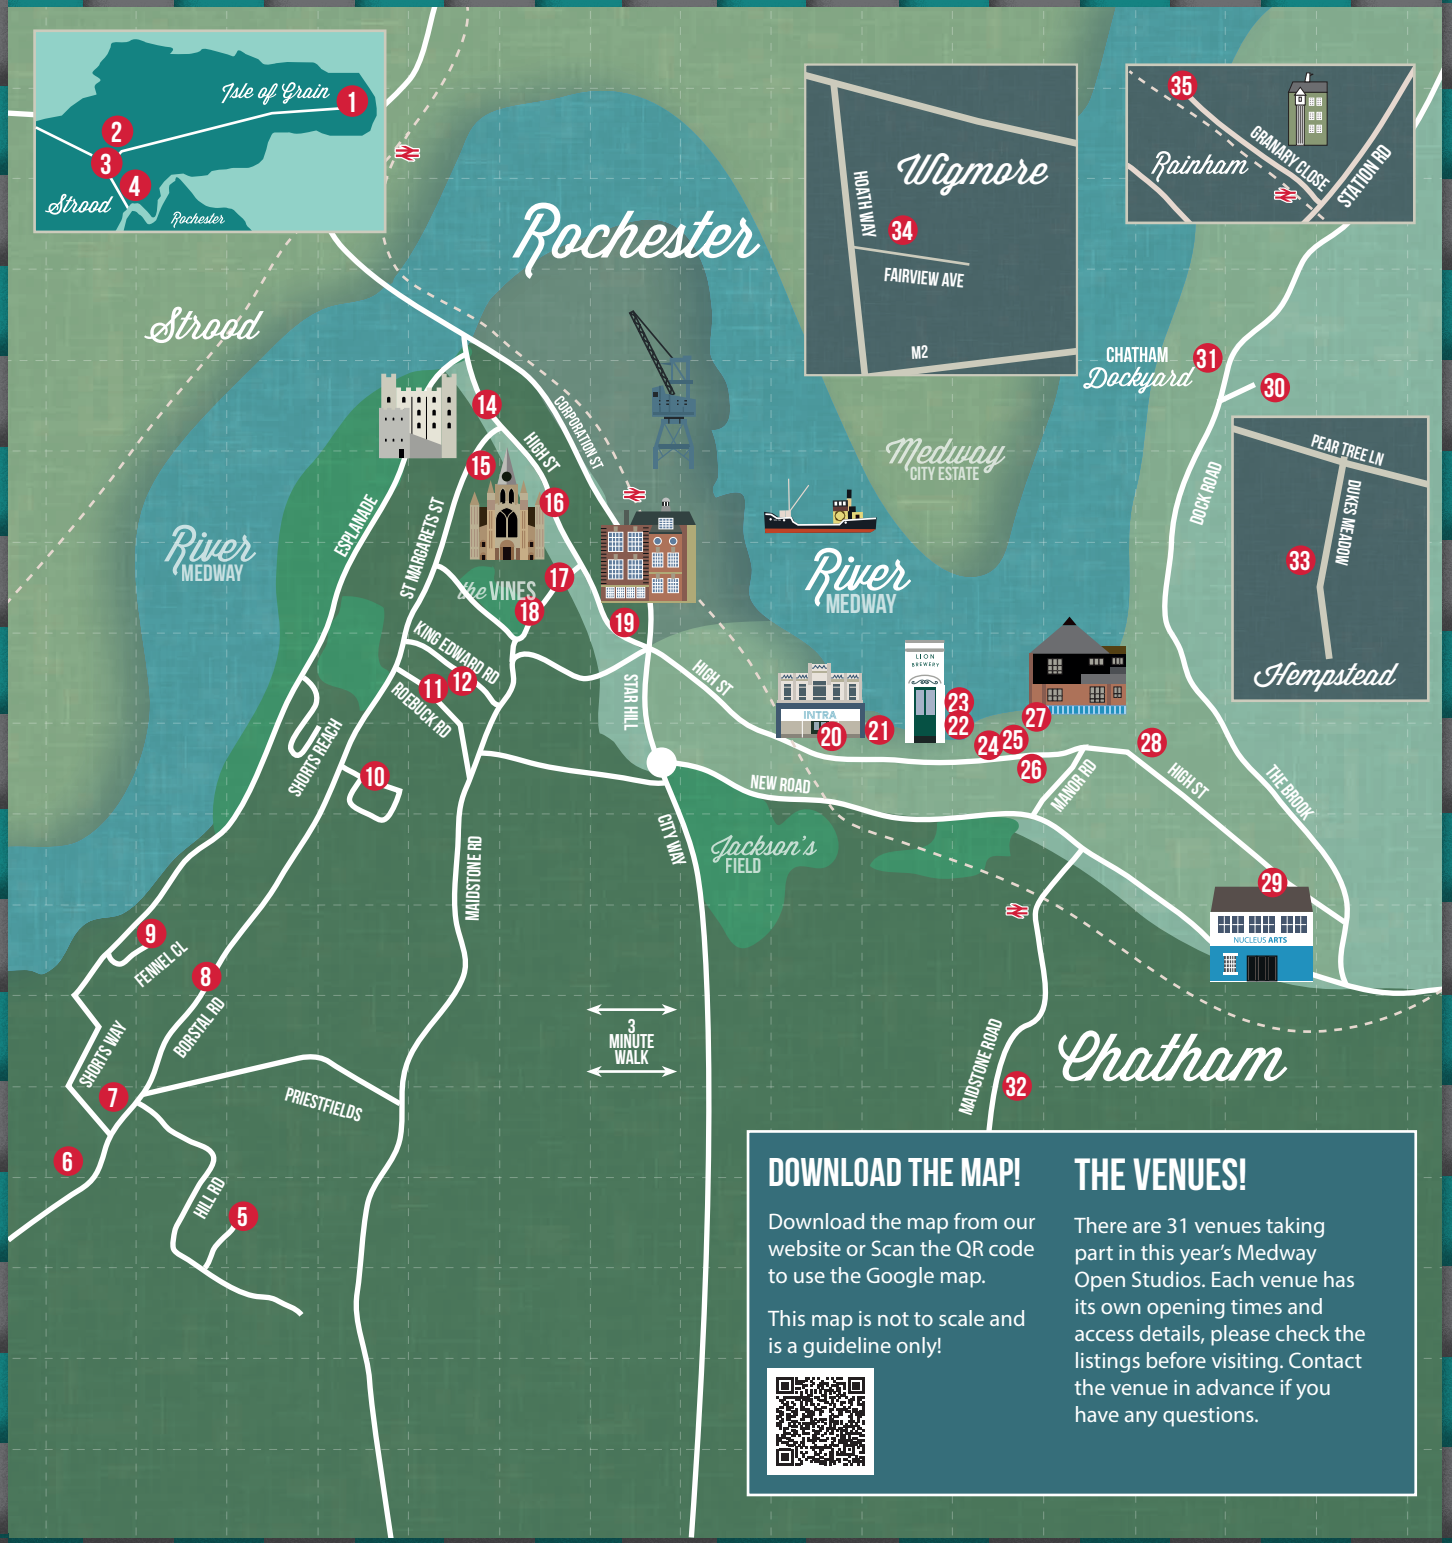 Isle of Grain
1
2
3
4
Strood
Rochester
Rochester
Strood
Wigmore
HOATH WAY
34
FAIRVIEW AVE
M2
35
GRANARY CLOSE
Rainham
STATION RD
CHATHAM
Dockyard
31
30
PEAR TREE LN
DUKES MEADOW
33
Hempstead
DOCK ROAD
Medway
CITY ESTATE
River
MEDWAY
River
MEDWAY
14
CORPORATION ST
HIGH ST
15
16
ESPLANADE
ST MARGARETS ST
the VINES
17
18
19
KING EDWARD RD
11
12
ROEBUCK RD
STAR HILL
HIGH ST
LION
BREWERY
INTRA
20
21
23
22
24
25
27
26
28
MANOR RD
HIGH ST
THE BROOK
SHORTS REACH
10
NEW ROAD
CITY WAY
Jackson's
FIELD
MAIDSTONE RD
29
NUCLEUS ARTS
9
FENNEL CL
8
BORSTAL RD
SHORTS WAY
7
PRIESTFIELDS
6
HILL RD
5
3
MINUTE
WALK
Chatham
MAIDSTONE ROAD
32
DOWNLOAD THE MAP!
Download the map from our
website or Scan the QR code
to use the Google map.
This map is not to scale and
is a guideline only!
THE VENUES!
There are 31 venues taking
part in this year's Medway
Open Studios. Each venue has
its own opening times and
access details, please check the
listings before visiting. Contact
the venue in advance if you
have any questions.